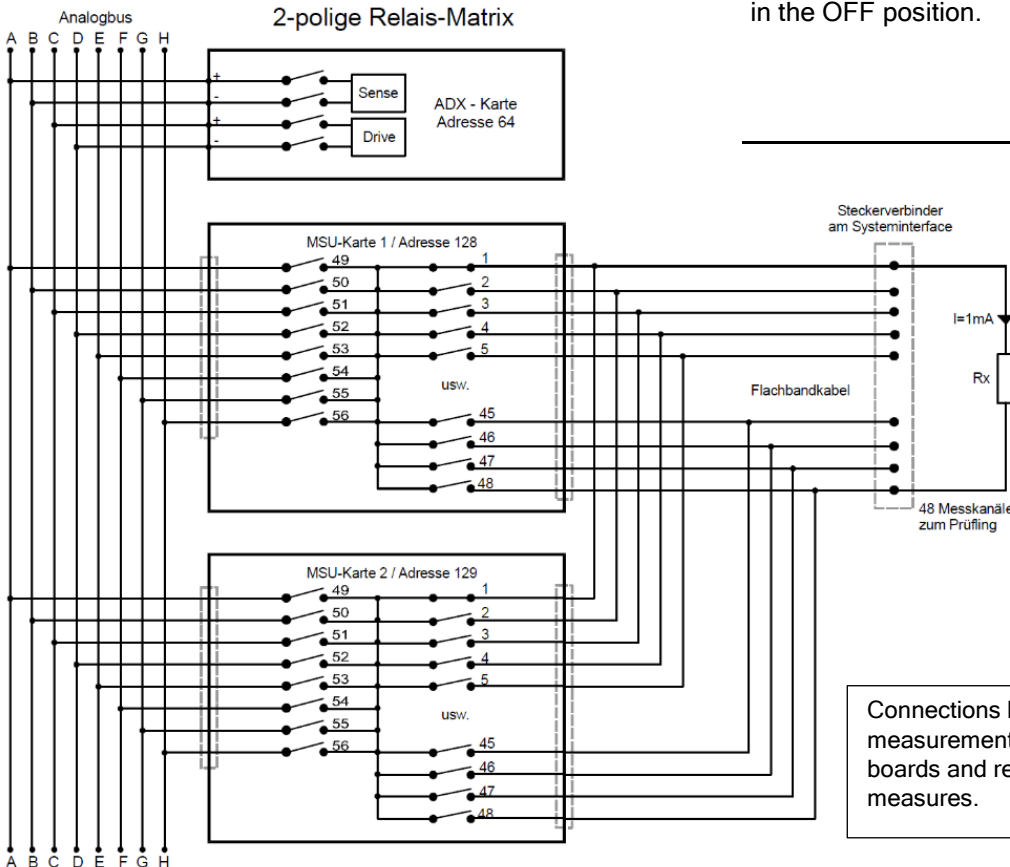 2-polige Relais-Matrix
in the OFF position.
Analogbus
A B C D E F G H
+
-
+
-
Sense
Drive
ADX - Karte
Adresse 64
MSU-Karte 1 / Adresse 128
49
50
51
52
53
54
55
56
1
2
3
4
5
usw.
45
46
47
48
Steckerverbinder
am Systeminterface
I=1mA
Rx
Flachbandkabel
48 Messkanäle
zum Prüfling
MSU-Karte 2 / Adresse 129
49
50
51
52
53
54
55
56
1
2
3
4
5
usw.
45
46
47
48
A B C D E F G H
Connections
measurement
boards and re
measures.